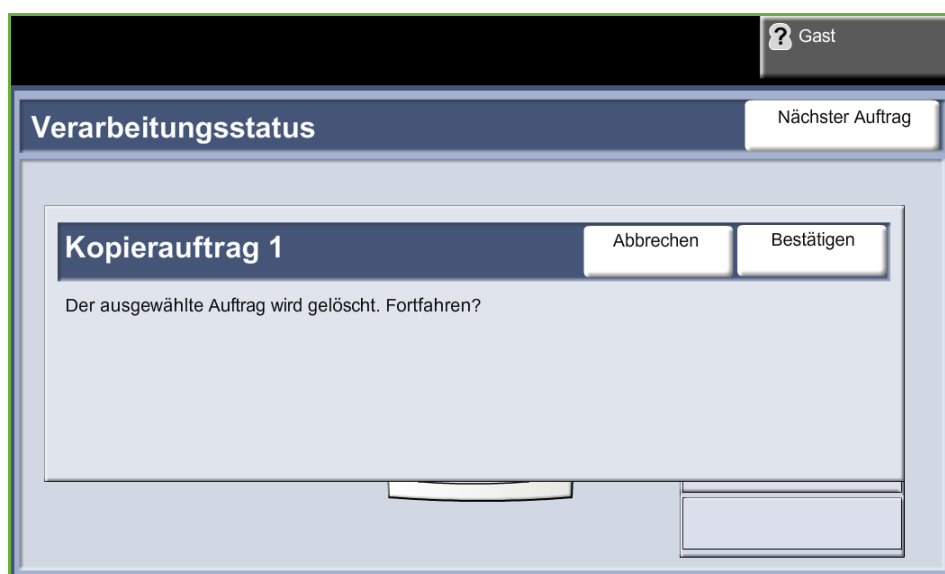 ? Gast
Verarbeitungsstatus
Nächster Auftrag
Kopierauftrag 1
Abbrechen
Bestätigen
Der ausgewählte Auftrag wird gelöscht. Fortfahren?